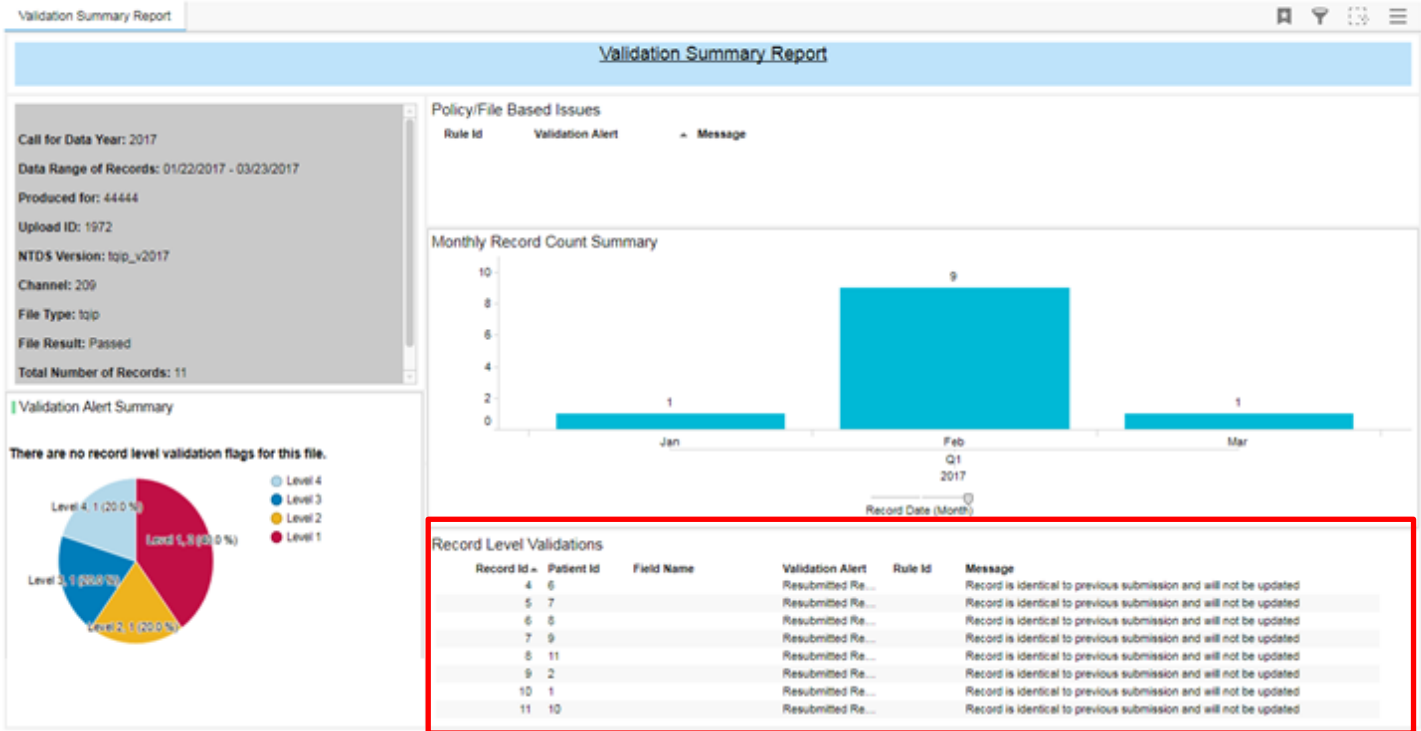 Validation Summary Report
Validation Summary Report
Call for Data Year: 2017
Data Range of Records: 01/22/2017 - 03/23/2017
Produced for: 44444
Upload ID: 1972
NTDS Version: tqip_v2017
Channel: 209
File Type: tqip
File Result: Passed
Total Number of Records: 11
Validation Alert Summary
There are no record level validation flags for this file.
Level 4
Level 3
Level 2
Level 1
Level 4, 1 (20.0 %)
Level 1, 2 (40.0 %)
Level 3, 1 (20.0 %)
Level 2, 1 (20.0 %)
Policy/File Based Issues
Rule Id Validation Alert Message
Monthly Record Count Summary
10
8
6
4
2
0
1
9
1
Jan Feb Mar
Q1
2017
Record Date (Month)
Record Level Validations
Record Id Patient Id Field Name Validation Alert Rule Id Message
4 6 Resubmitted Re... Record is identical to previous submission and will not be updated
5 7 Resubmitted Re... Record is identical to previous submission and will not be updated
6 8 Resubmitted Re... Record is identical to previous submission and will not be updated
7 9 Resubmitted Re... Record is identical to previous submission and will not be updated
8 11 Resubmitted Re... Record is identical to previous submission and will not be updated
9 2 Resubmitted Re... Record is identical to previous submission and will not be updated
10 1 Resubmitted Re... Record is identical to previous submission and will not be updated
11 10 Resubmitted Re... Record is identical to previous submission and will not be updated